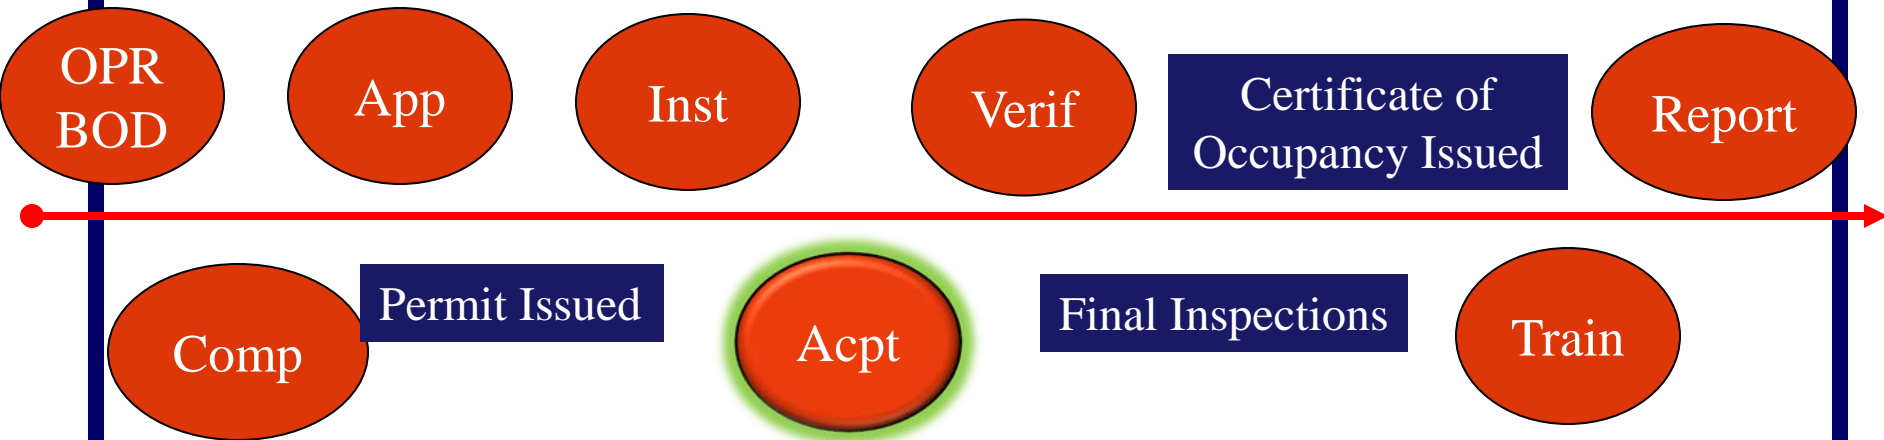 OPR
BOD
App
Inst
Verif
Certificate of
Occupancy Issued
Report
Comp
Permit Issued
Acpt
Final Inspections
Train